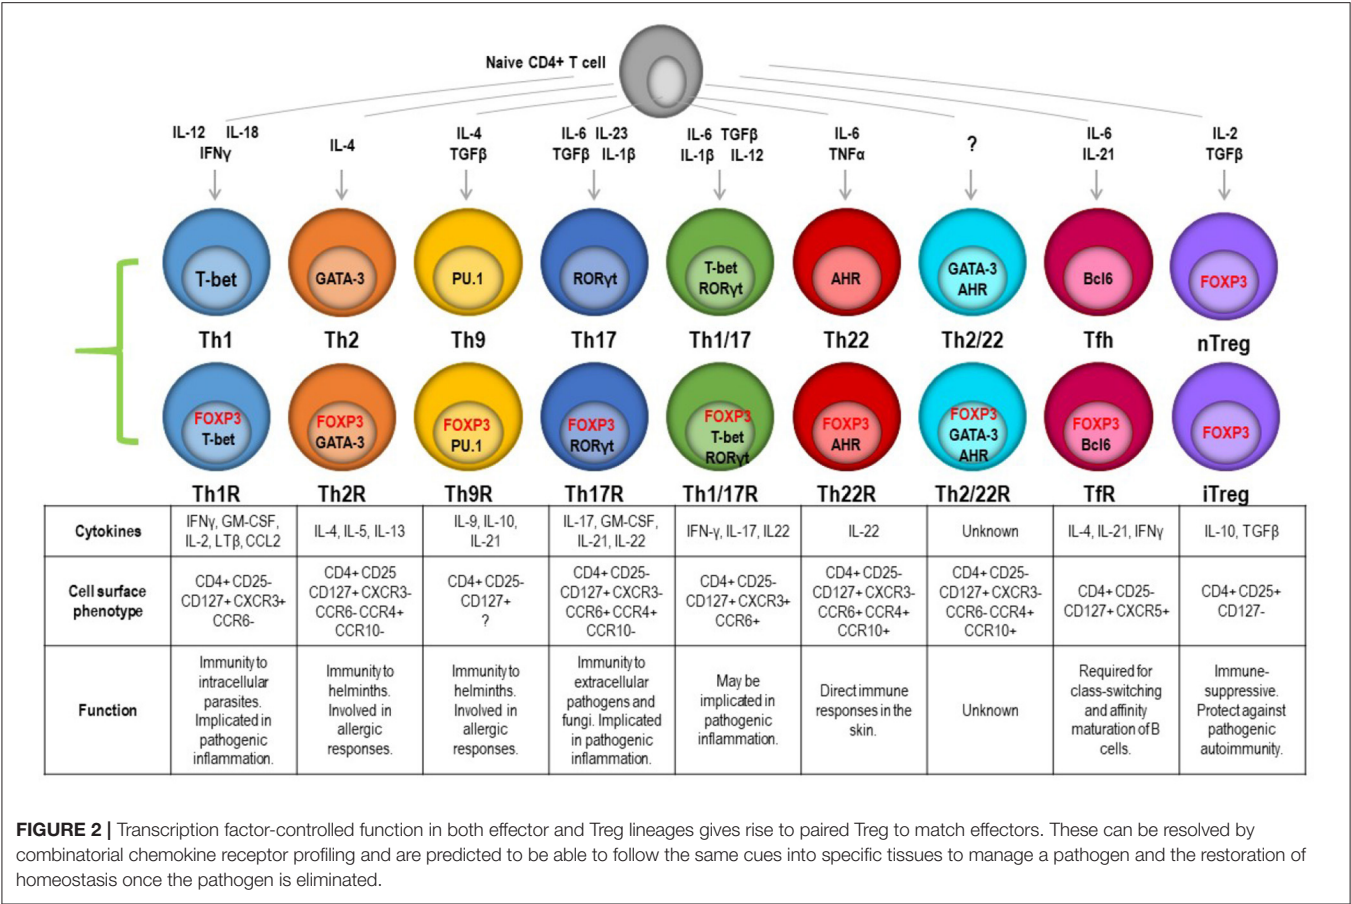 Naive CD4+ T cell
IL-12 IL-18
IFNγ
IL-4
IL-4
TGFβ
IL-6 IL-23
TGFβ IL-1β
IL-6 TGFβ
IL-1β IL-12
IL-6
TNFα
?
IL-6
IL-21
IL-2
TGFβ
T-bet
GATA-3
PU.1
RORγt
T-bet
RORγt
AHR
GATA-3
AHR
Bcl6
FOXP3
Th1
Th2
Th9
Th17
Th1/17
Th22
Th2/22
Tfh
nTreg
FOXP3
T-bet
FOXP3
GATA-3
FOXP3
PU.1
FOXP3
RORγt
FOXP3
T-bet
RORγt
FOXP3
AHR
FOXP3
GATA-3
AHR
FOXP3
Bcl6
FOXP3
Th1R
Th2R
Th9R
Th17R
Th1/17R
Th22R
Th2/22R
TfR
iTreg
Cytokines
IFNγ, GM-CSF,
IL-2, LTβ, CCL2
IL-4, IL-5, IL-13
IL-9, IL-10,
IL-21
IL-17, GM-CSF,
IL-21, IL-22
IFN-γ, IL-17, IL22
IL-22
Unknown
IL-4, IL-21, IFNγ
IL-10, TGFβ
Cell surface
phenotype
CD4+ CD25-
CD127+ CXCR3+
CCR6-
CD4+ CD25
CD127+ CXCR3-
CCR6- CCR4+
CCR10-
CD4+ CD25-
CD127+
?
CD4+ CD25-
CD127+ CXCR3-
CCR6+ CCR4+
CCR10-
CD4+ CD25-
CD127+ CXCR3+
CCR6+
CD4+ CD25-
CD127+ CXCR3-
CCR6+ CCR4+
CCR10+
CD4+ CD25-
CD127+ CXCR3-
CCR6- CCR4+
CCR10+
CD4+ CD25-
CD127+ CXCR5+
CD4+ CD25+
CD127-
Function
Immunity to
intracellular
parasites.
Implicated in
pathogenic
inflammation.
Immunity to
helminths.
Involved in
allergic
responses.
Immunity to
helminths.
Involved in
allergic
responses.
Immunity to
extracellular
pathogens and
fungi. Implicated
in pathogenic
inflammation.
May be
implicated in
pathogenic
inflammation.
Direct immune
responses in the
skin.
Unknown
Required for
class-switching
and affinity
maturation of B
cells.
Immune-
suppressive.
Protect against
pathogenic
autoimmunity.
FIGURE 2 | Transcription factor-controlled function in both effector and Treg lineages gives rise to paired Treg to match effectors. These can be resolved by
combinatorial chemokine receptor profiling and are predicted to be able to follow the same cues into specific tissues to manage a pathogen and the restoration of
homeostasis once the pathogen is eliminated.